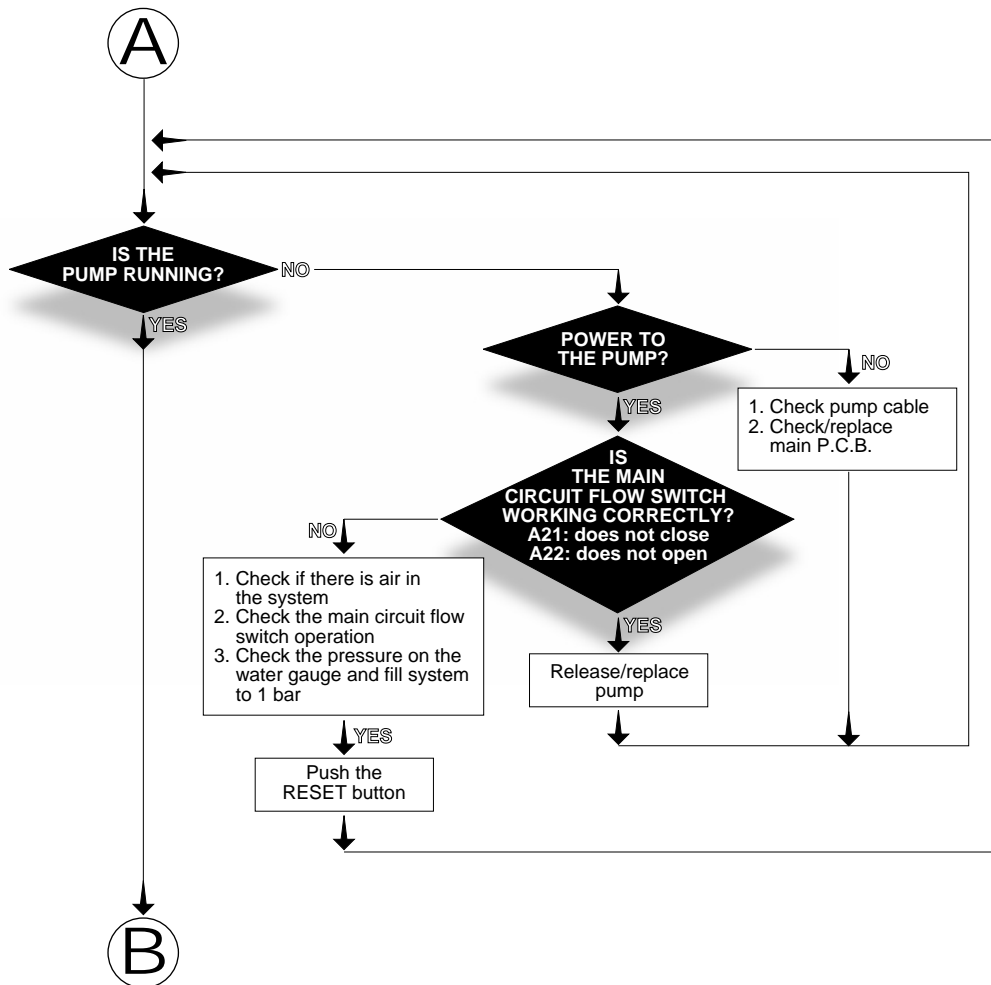 A
IS THE
PUMP RUNNING?
NO
YES
POWER TO
THE PUMP?
NO
YES
1. Check pump cable
2. Check/replace
main P.C.B.
IS
THE MAIN
CIRCUIT FLOW SWITCH
WORKING CORRECTLY?
A21: does not close
A22: does not open
NO
YES
1. Check if there is air in
the system
2. Check the main circuit flow
switch operation
3. Check the pressure on the
water gauge and fill system
to 1 bar
Release/replace
pump
YES
Push the
RESET button
B